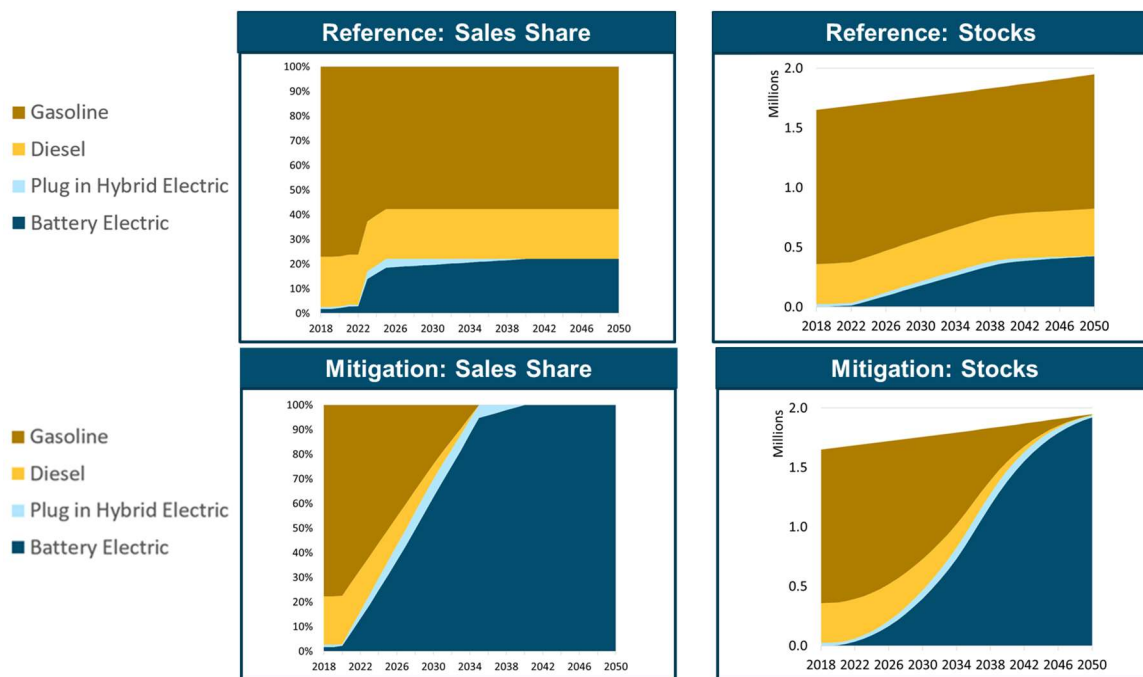 Reference: Sales Share
Reference: Stocks
Gasoline
Diesel
Plug in Hybrid Electric
Battery Electric
100%
90%
80%
70%
60%
50%
40%
30%
20%
10%
0%
2018 2022 2026 2030 2034 2038 2042 2046 2050
Millions
2.0
1.5
1.0
0.5
0.0
2018 2022 2026 2030 2034 2038 2042 2046 2050
Mitigation: Sales Share
Mitigation: Stocks
Gasoline
Diesel
Plug in Hybrid Electric
Battery Electric
100%
90%
80%
70%
60%
50%
40%
30%
20%
10%
0%
2018 2022 2026 2030 2034 2038 2042 2046 2050
Millions
2.0
1.5
1.0
0.5
0.0
2018 2022 2026 2030 2034 2038 2042 2046 2050